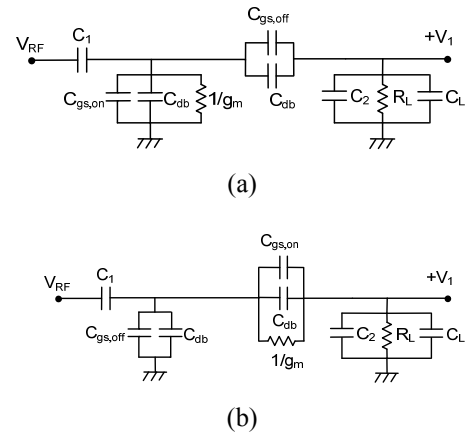 C_gs,off
V_RF C_1 +V_1
C_db
C_gs,on C_db 1/g_m C_2 R_L C_L
(a)
C_gs,on
V_RF C_1 +V_1
C_db
C_gs,off C_db 1/g_m C_2 R_L C_L
(b)